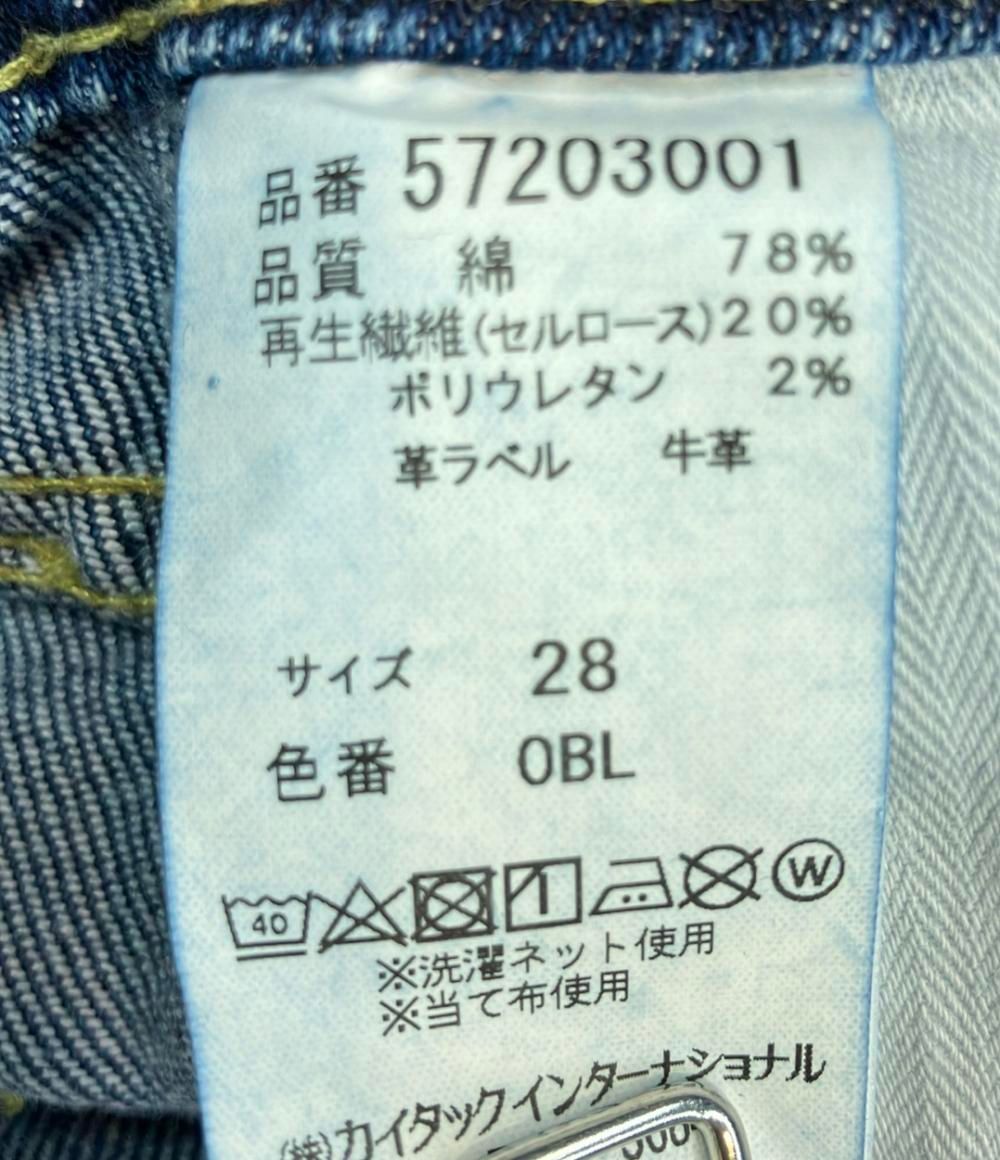 品番 57203001
品質 綿 78%
再生繊維(セルロース)20%
ポリウレタン 2%
革ラベル 牛革
サイズ 28
色番 0BL
40 W
※洗濯ネット使用
※当て布使用
(株)カイタックインターナショナル